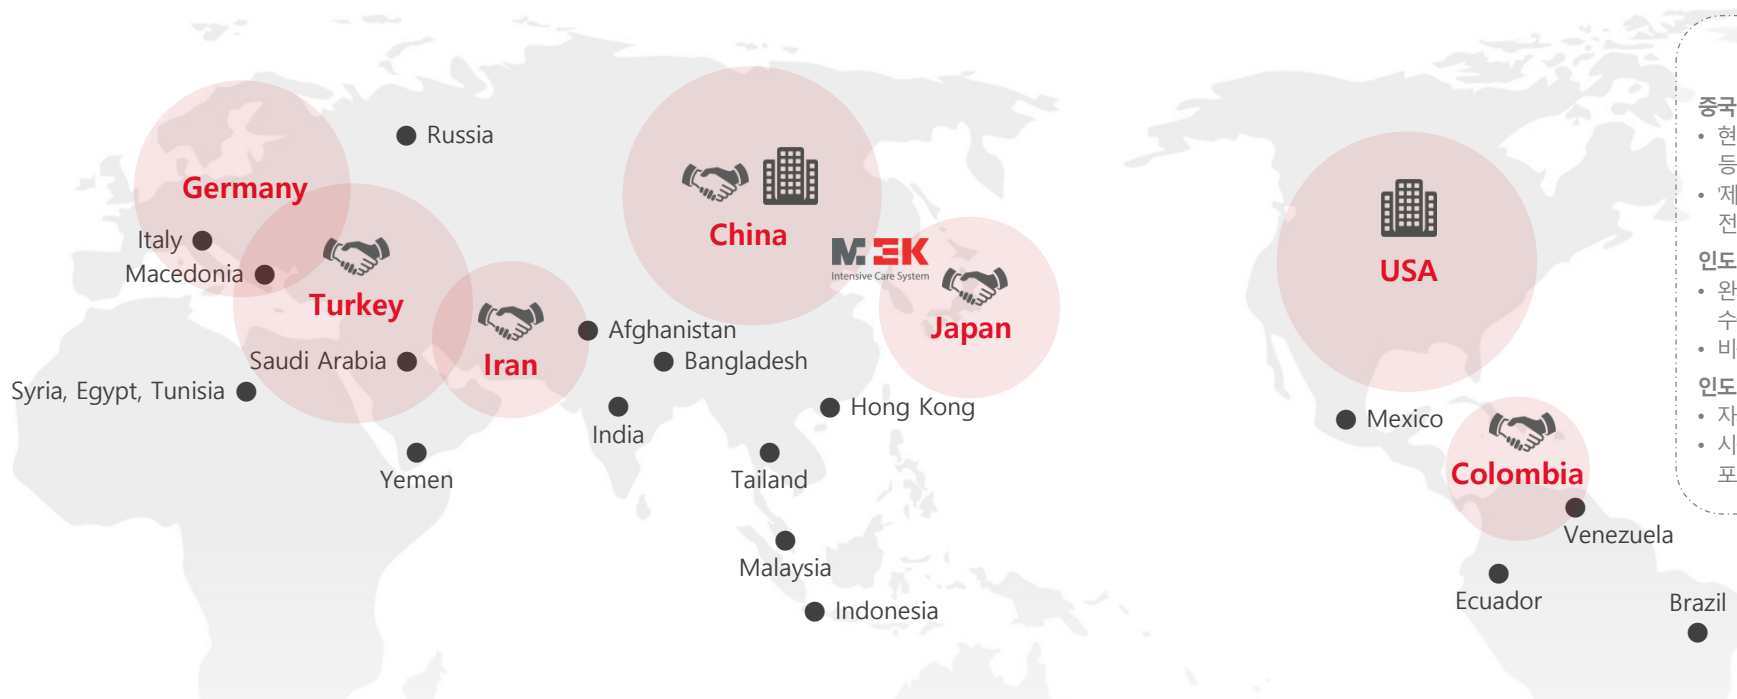 Russia
Germany
Italy
Macedonia
Turkey
Saudi Arabia
Syria, Egypt, Tunisia
Yemen
Iran
Afghanistan
Bangladesh
India
China
MEK
Intensive Care System
Japan
Hong Kong
Tailand
Malaysia
Indonesia
USA
Mexico
Colombia
Venezuela
Ecuador
Brazil
중국
• 현
등
• '제
전
인도
• 완
수
• 비
인도
• 자
• 시
포